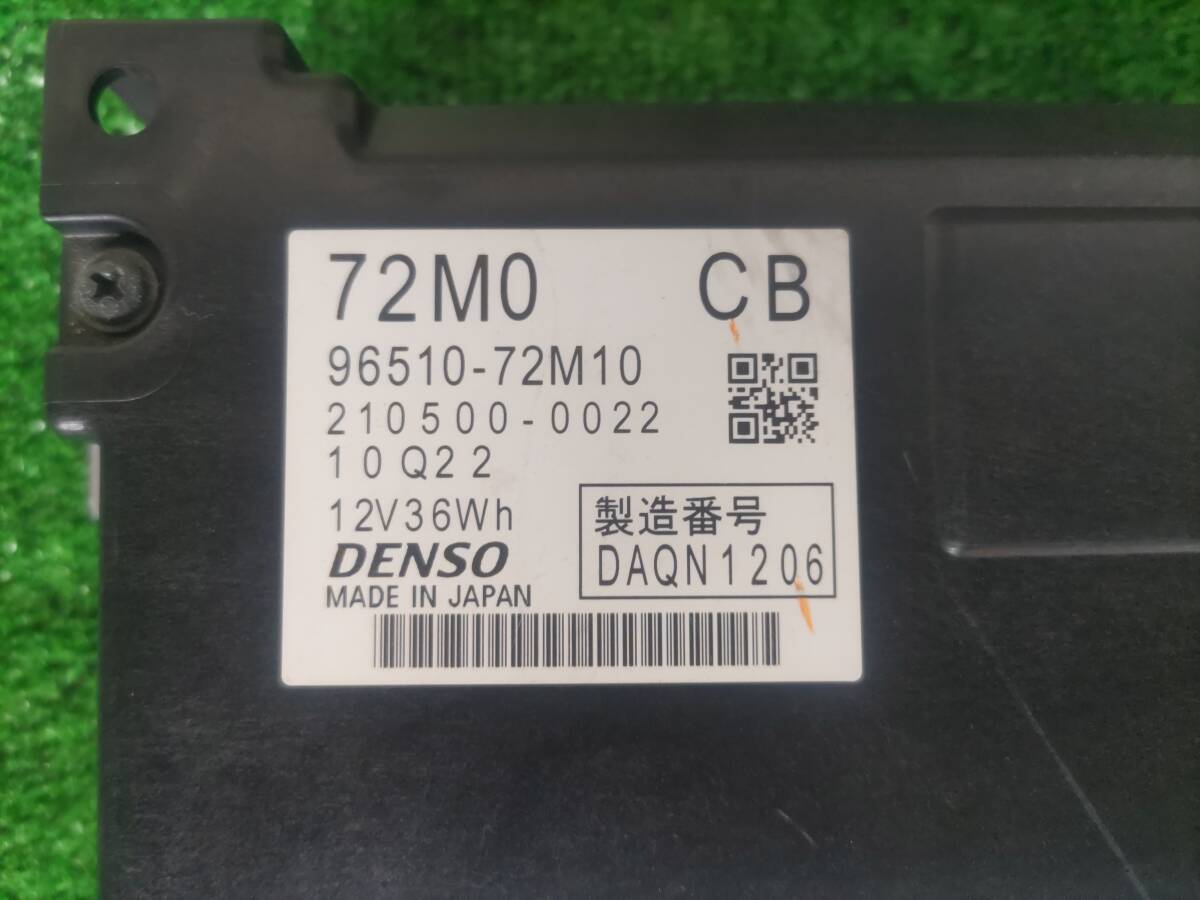 72M0 CB
96510-72M10
210500-0022
10Q22
12V36Wh
DENSO
MADE IN JAPAN
製造番号
DAQN1206